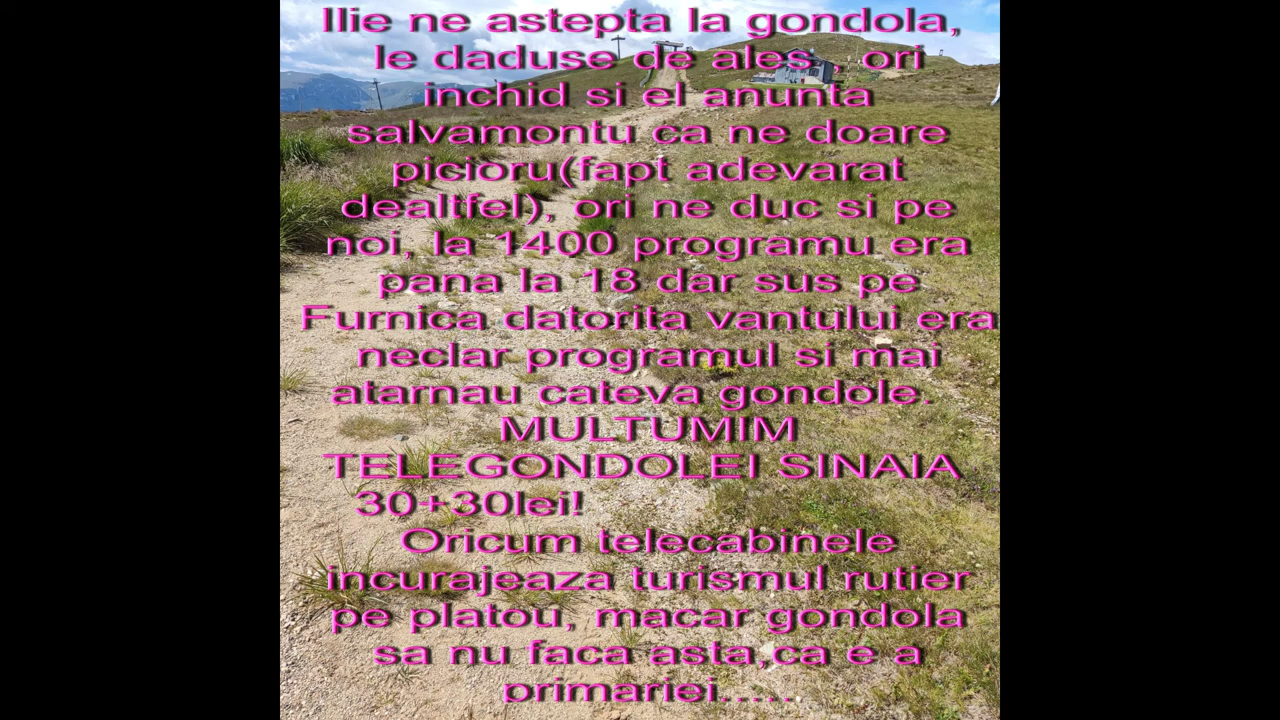 Ilie ne astepta la gondola,
le daduse de ales , ori
inchid si el anunta
salvamontu ca ne doare
picioru(fapt adevarat
dealtfel), ori ne duc si pe
noi, la 1400 programu era
pana la 18 dar sus pe
Furnica datorita vantului era
neclar programul si mai
atarnau cateva gondole.
MULTUMIM
TELEGONDOLEI SINAIA
30+30lei!
Oricum telecabinele
incurajeaza turismul rutier
pe platou, macar gondola
sa nu faca asta,ca e a
primariei.....